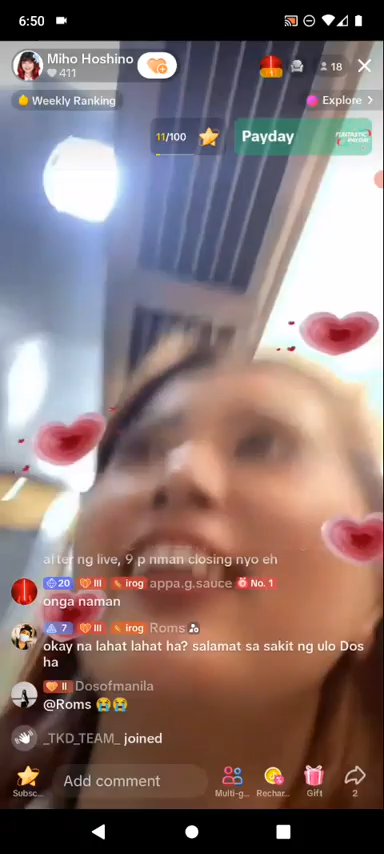 6:50
Miho Hoshino
411
18
Weekly Ranking
Explore >
11/100
Payday
after ng live, 9 p nman closing nyo eh
20 III irog appa.g.sauce No. 1
onga naman
7 III irog Roms
okay na lahat lahat ha? salamat sa sakit ng ulo Dos
ha
II Dosofmanila
@Roms 😭😭
_TKD_TEAM_ joined
Add comment
Subsc...
Multi-g...
Rechar...
Gift
2